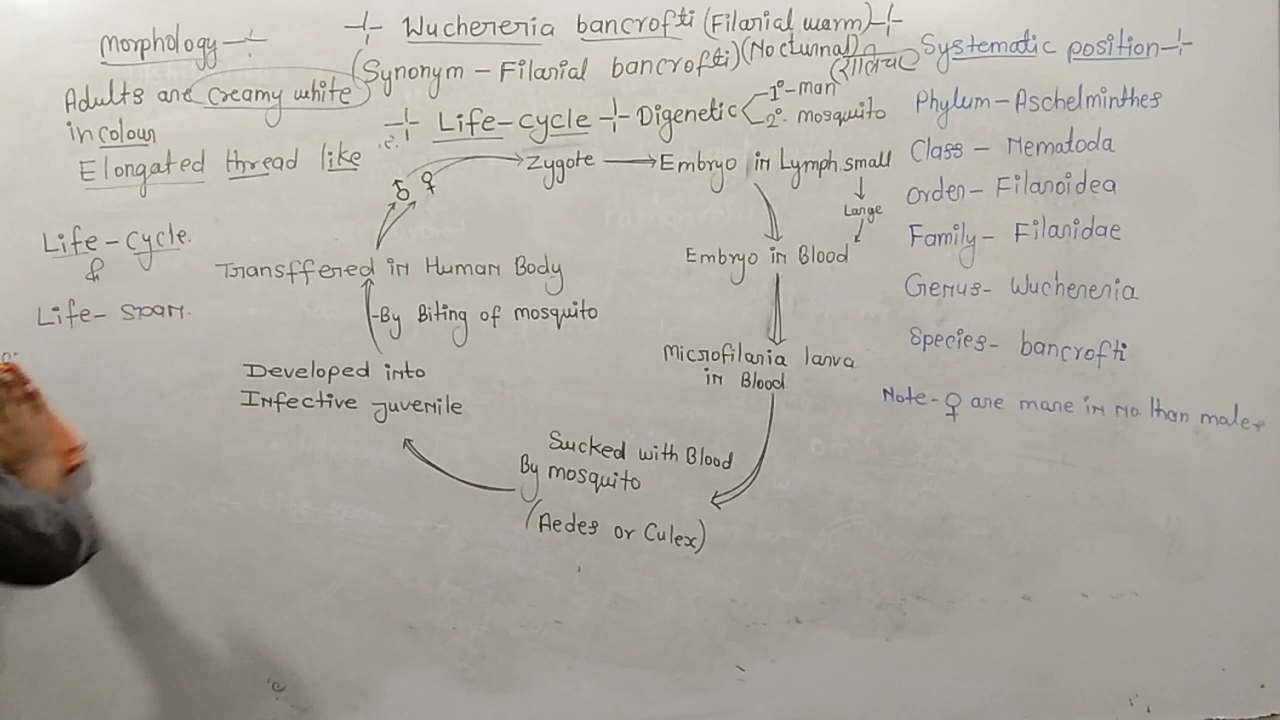 Wuchereria bancrofti (Filarial warm)
(Synonym - Filarial bancrofti) (Nocturnal)
Morphology
Adults are creamy white
in colour
Elongated thread like
Life-cycle
&
Life- span.
Life-cycle Digenetic
1° - man
2° - mosquito
♂ ♀
Zygote
Embryo in Lymph small
Large
Embryo in Blood
Microfilaria larva
in Blood
Sucked with Blood
By mosquito
(Aedes or Culex)
Developed into
Infective juvenile
-By Biting of mosquito
Transffered in Human Body
Systematic position
Phylum - Aschelminthes
Class - Nematoda
Order - Filaroidea
Family - Filaridae
Genus - Wuchereria
Species - bancrofti
Note - ♀ are mare in no. than males